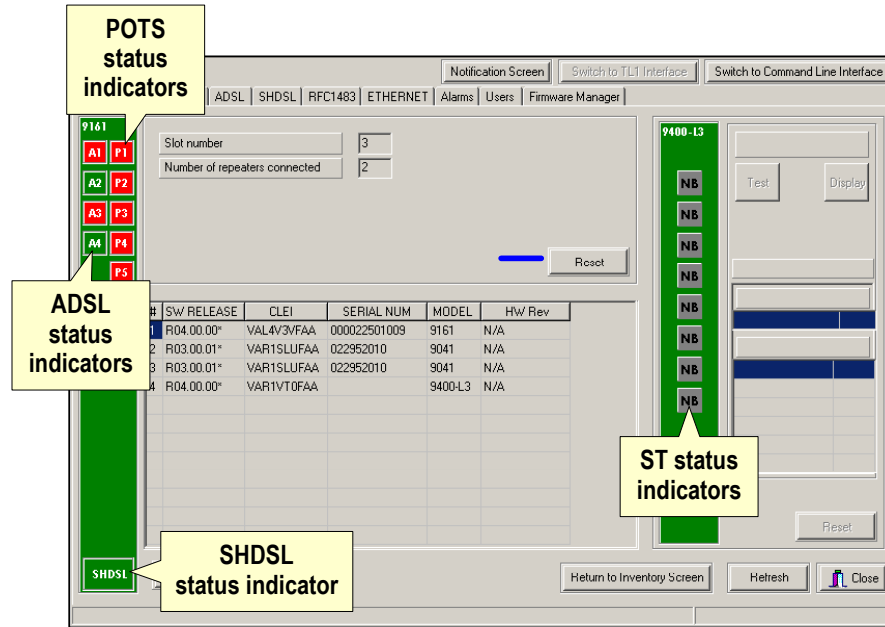 POTS
status
indicators
Notification Screen
Switch to TL1 Interface
Switch to Command Line Interface
ADSL
SHDSL
RFC1483
ETHERNET
Alarms
Users
Firmware Manager
9161
A1 P1
A2 P2
A3 P3
A4 P4
P5
Slot number 3
Number of repeaters connected 2
Reset
9400-L3
NB
NB
NB
NB
NB
NB
NB
NB
Test
Display
ADSL
status
indicators
# SW RELEASE CLEI SERIAL NUM MODEL HW Rev
1 R04.00.00* VAL4V3VFAA 000022501009 9161 N/A
2 R03.00.01* VAR1SLUFAA 022952010 9041 N/A
3 R03.00.01* VAR1SLUFAA 022952010 9041 N/A
4 R04.00.00* VAR1VT0FAA 9400-L3 N/A
ST status
indicators
Reset
SHDSL
SHDSL
status indicator
Return to Inventory Screen
Refresh
Close